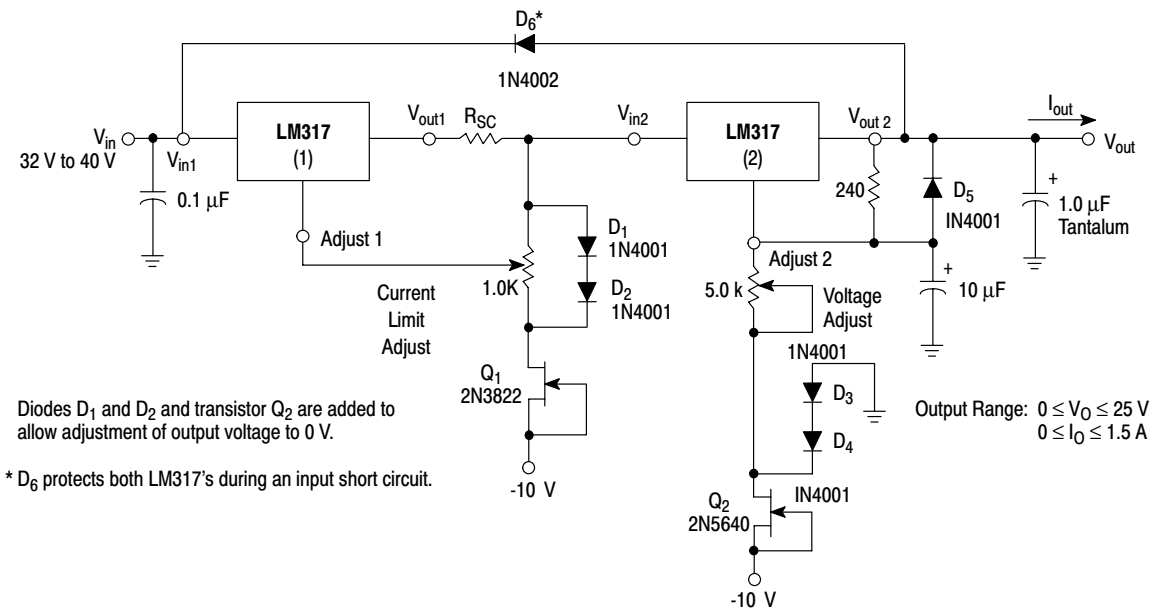 D6*
1N4002
Vin
32 V to 40 V
Vin1
0.1 μF
LM317
(1)
Vout1
RSC
Vin2
LM317
(2)
Vout 2
Iout
Vout
240
D5
IN4001
+
1.0 μF
Tantalum
Adjust 1
1.0K
D1
1N4001
D2
1N4001
Current
Limit
Adjust
Adjust 2
5.0 k
Voltage
Adjust
+
10 μF
Q1
2N3822
-10 V
1N4001
D3
D4
IN4001
Q2
2N5640
-10 V
Output Range: 0 ≤ VO ≤ 25 V
0 ≤ IO ≤ 1.5 A
Diodes D1 and D2 and transistor Q2 are added to
allow adjustment of output voltage to 0 V.
* D6 protects both LM317's during an input short circuit.